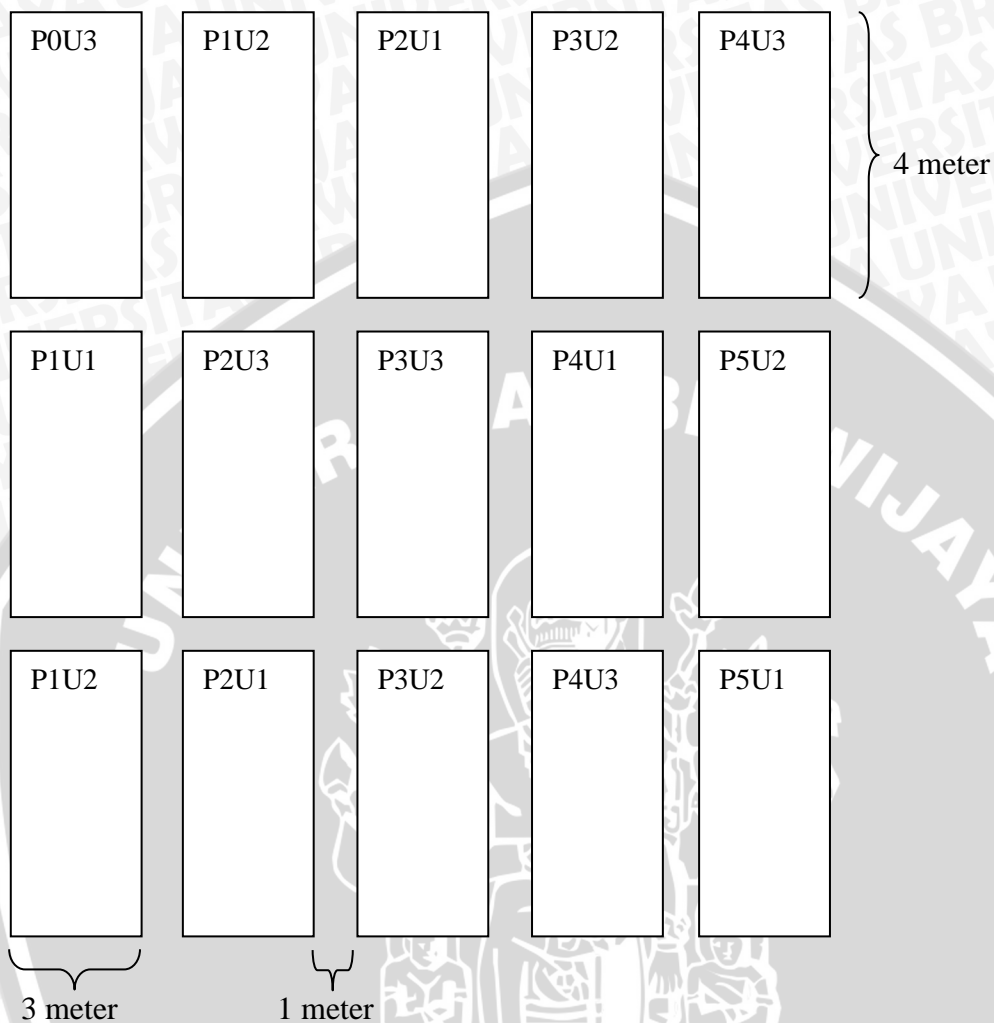 P0U3 P1U2 P2U1 P3U2 P4U3
4 meter
P1U1 P2U3 P3U3 P4U1 P5U2
P1U2 P2U1 P3U2 P4U3 P5U1
3 meter 1 meter